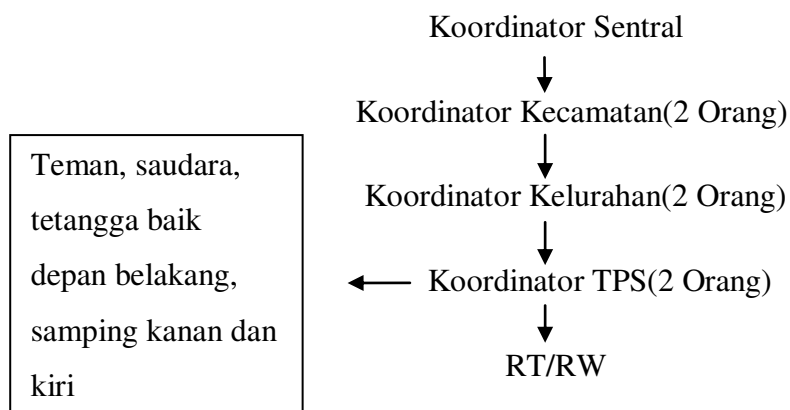 Koordinator Sentral
Koordinator Kecamatan(2 Orang)
Koordinator Kelurahan(2 Orang)
Koordinator TPS(2 Orang)
RT/RW
Teman, saudara,
tetangga baik
depan belakang,
samping kanan dan
kiri